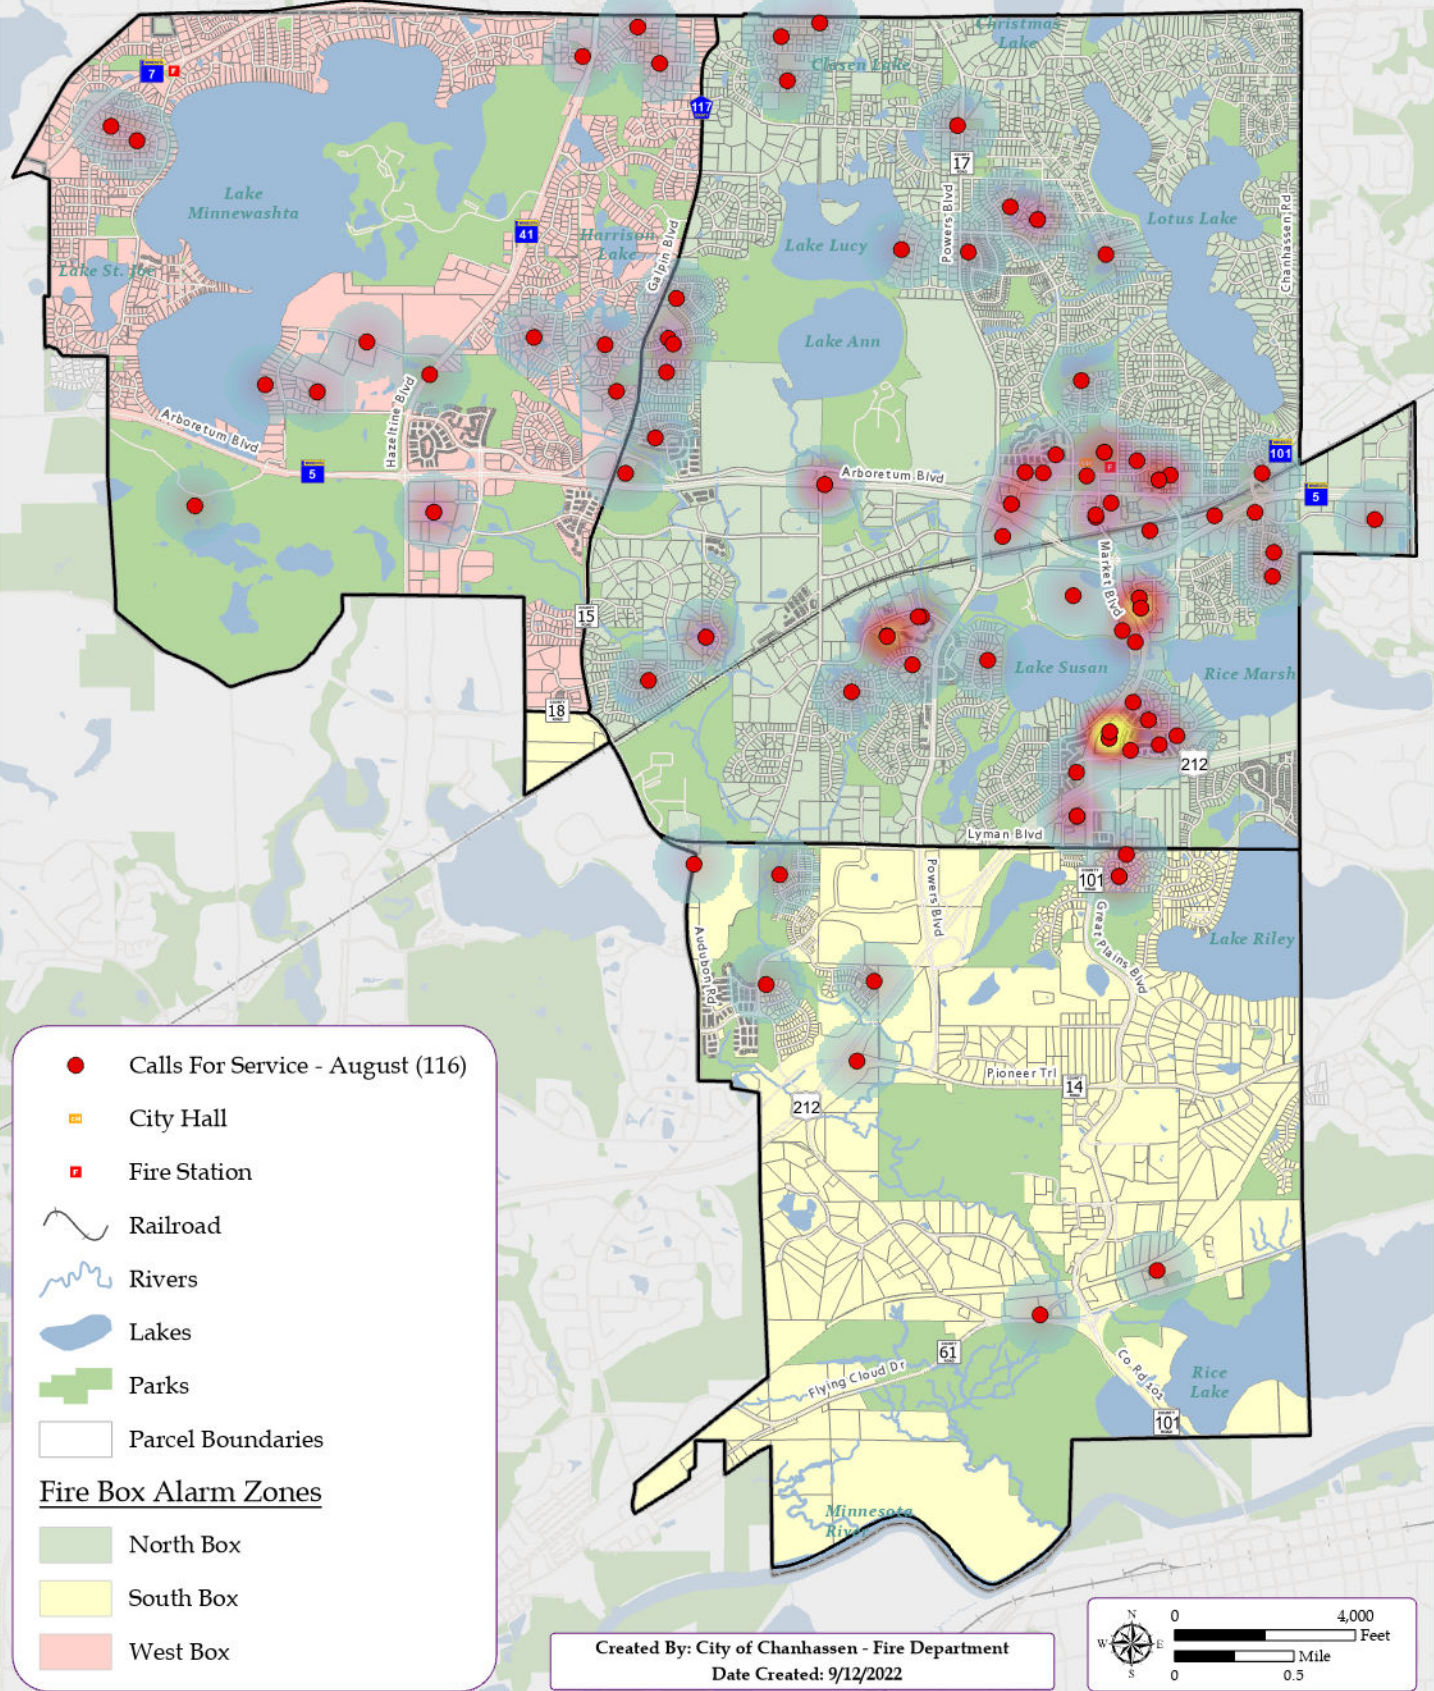 Christmas
Lake
Clasen Lake
7
F
117
17
Powers Blvd
Lake
Minnewashta
Lotus Lake
41
Harrison
Lake
Galpin Blvd
Lake Lucy
Chanhassen Rd
Lake St. Joe
Lake Ann
Hazeltine Blvd
Arboretum Blvd
5
Arboretum Blvd
F
101
5
Market Blvd
15
Lake Susan
Rice Marsh
18
212
Lyman Blvd
101
Powers Blvd
Great Plains Blvd
Lake Riley
Audubon Rd
Pioneer Trl
14
212
61
Flying Cloud Dr
Co Rd 101
Rice
Lake
101
Minnesota
River
Calls For Service - August (116)
City Hall
F
Fire Station
Railroad
Rivers
Lakes
Parks
Parcel Boundaries
Fire Box Alarm Zones
North Box
South Box
West Box
Created By: City of Chanhassen - Fire Department
Date Created: 9/12/2022
N
W E
S
0 4,000
Feet
Mile
0 0.5